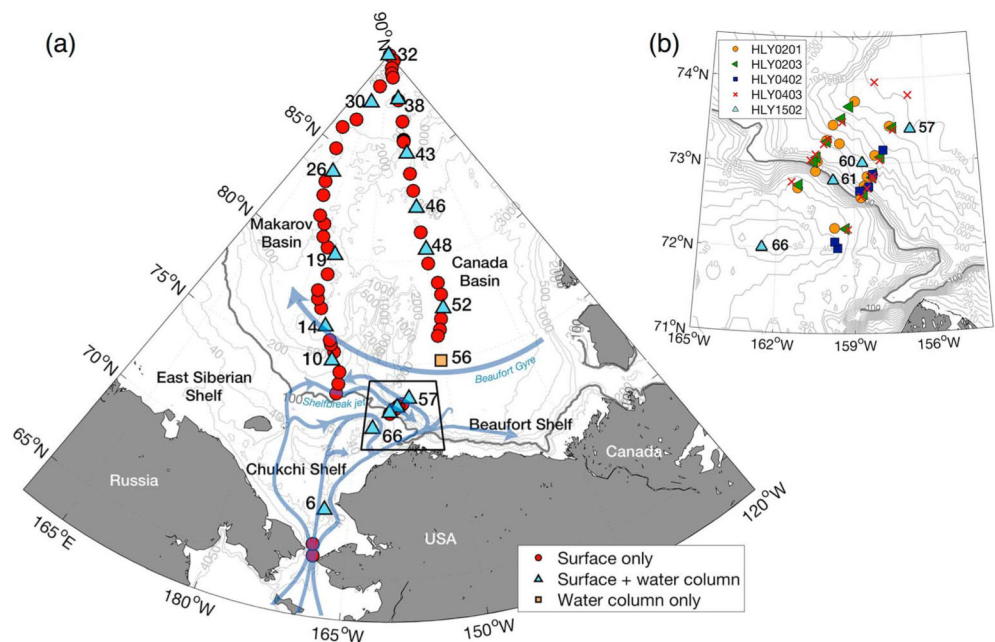 (a)
90°N
85°N
75°N
70°N
65°N
165°E
180°W
165°W
150°W
120°W
32
30
38
43
26
46
Makarov
Basin
19
48
Canada
Basin
52
14
10
56
Beaufort Gyre
East Siberian
Shelf
100
Shelfbreak jet
57
66
Beaufort Shelf
Chukchi Shelf
6
Russia
Canada
USA
Surface only
Surface + water column
Water column only
(b)
HLY0201
HLY0203
HLY0402
HLY0403
HLY1502
74°N
73°N
72°N
71°N
57
60
61
66
165°W
162°W
159°W
156°W